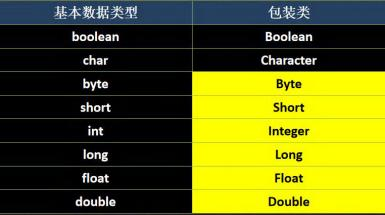 基本数据类型 包装类
boolean Boolean
char Character
byte Byte
short Short
int Integer
long Long
float Float
double Double